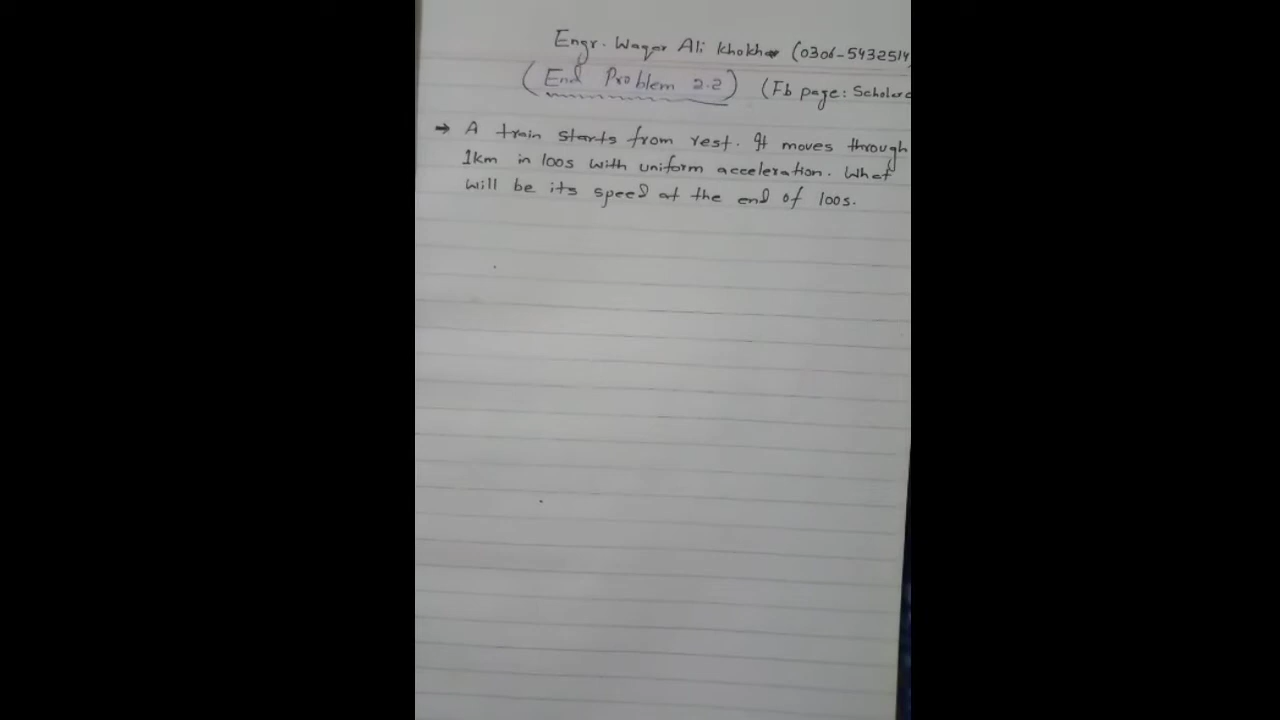 Engr. Waqar Ali Khokhar (0306-5432514)
(End Problem 2.2) (Fb page: Scholars
→ A train starts from rest. It moves through
1km in 100s with uniform acceleration. What
will be its speed at the end of 100s.